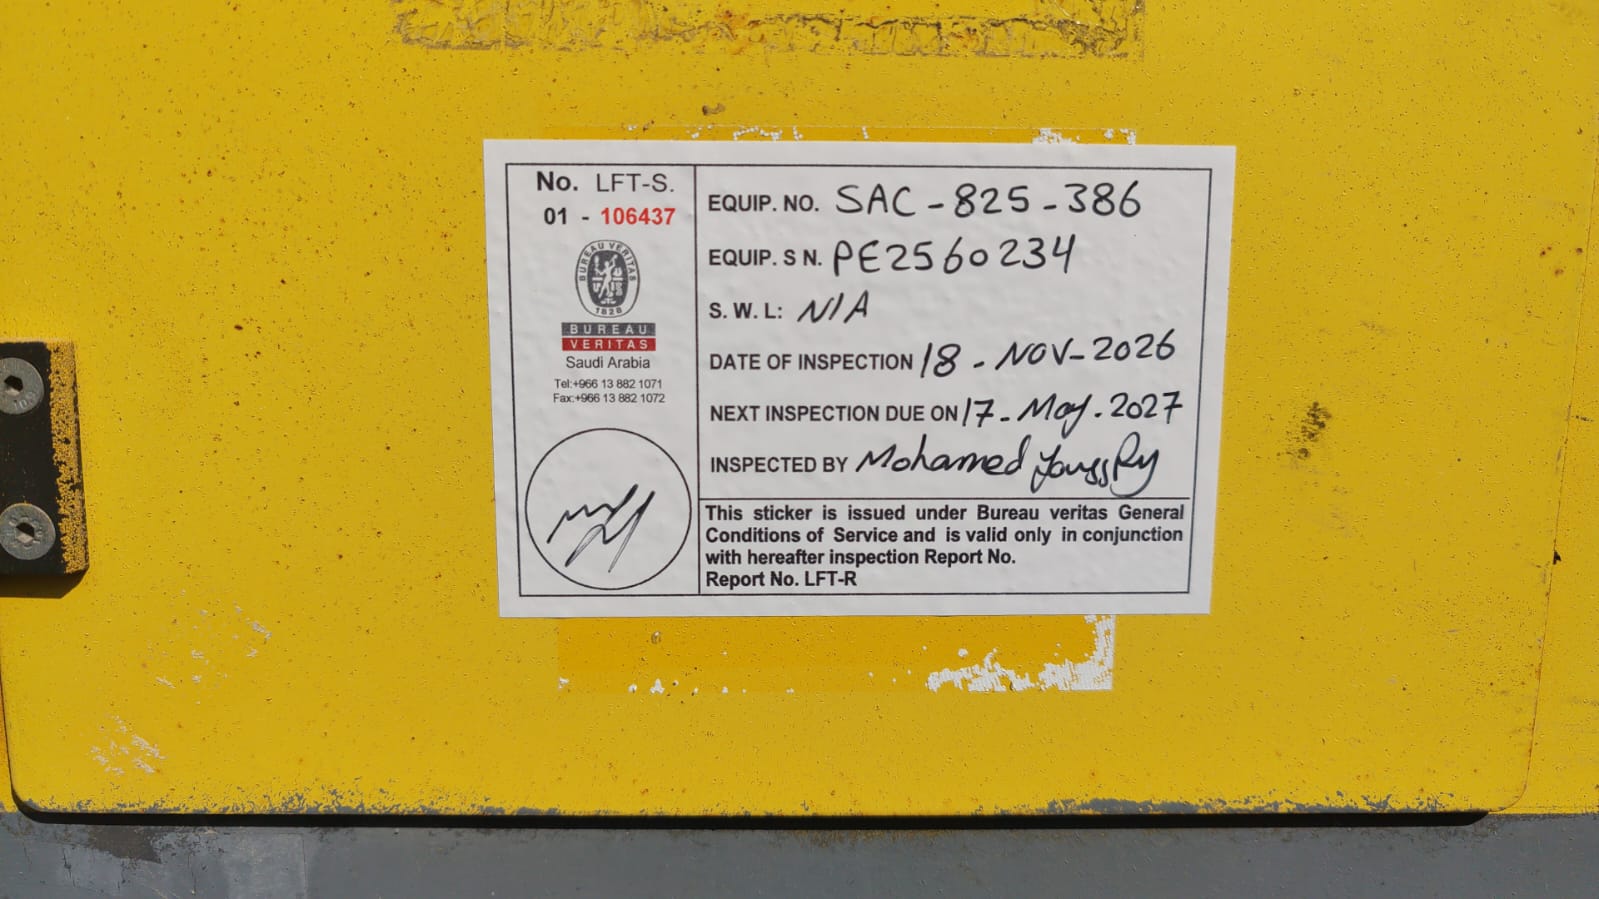 No. LFT-S.
01 - 106437
BUREAU VERITAS
1828
BUREAU
VERITAS
Saudi Arabia
Tel:+966 13 882 1071
Fax:+966 13 882 1072
EQUIP. NO. SAC-825-386
EQUIP. S N. PE2560234
S. W. L: N/A
DATE OF INSPECTION 18-NOV-2026
NEXT INSPECTION DUE ON 17-May.2027
INSPECTED BY Mohamed
This sticker is issued under Bureau veritas General
Conditions of Service and is valid only in conjunction
with hereafter inspection Report No.
Report No. LFT-R